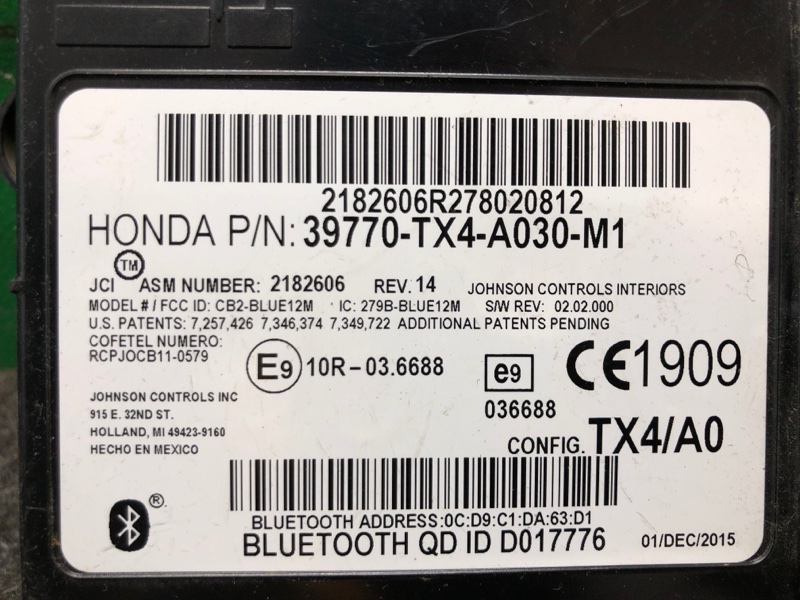 2182606R278020812
HONDA P/N: 39770-TX4-A030-M1
JCI TM ASM NUMBER: 2182606 REV. 14 JOHNSON CONTROLS INTERIORS
MODEL # / FCC ID: CB2-BLUE12M IC: 279B-BLUE12M S/W REV: 02.02.000
U.S. PATENTS: 7,257,426 7,346,374 7,349,722 ADDITIONAL PATENTS PENDING
COFETEL NUMERO:
RCPJOCB11-0579
E9 10R-03.6688 e9 CE1909
036688
JOHNSON CONTROLS INC
915 E. 32ND ST.
HOLLAND, MI 49423-9160
HECHO EN MEXICO
CONFIG. TX4/A0
®.
BLUETOOTH ADDRESS:0C:D9:C1:DA:63:D1
BLUETOOTH QD ID D017776 01/DEC/2015